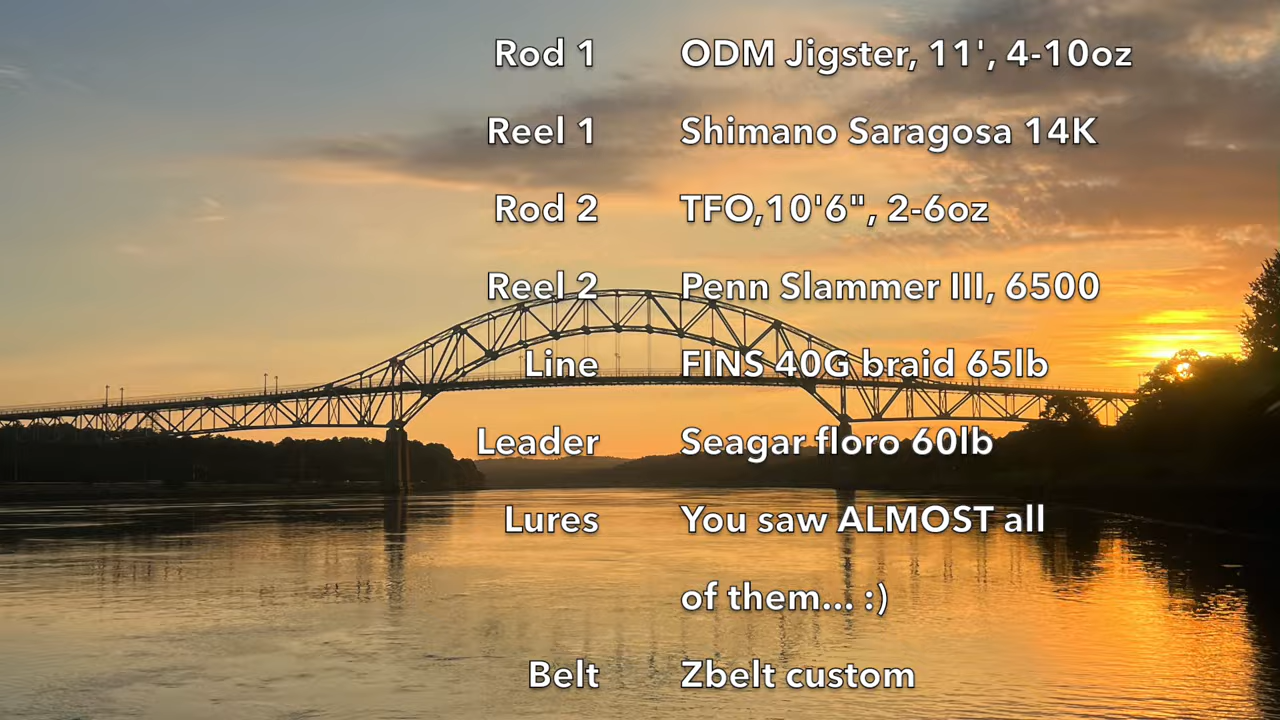 Rod 1 ODM Jigster, 11', 4-10oz
Reel 1 Shimano Saragosa 14K
Rod 2 TFO,10'6", 2-6oz
Reel 2 Penn Slammer III, 6500
Line FINS 40G braid 65lb
Leader Seagar floro 60lb
Lures You saw ALMOST all
of them... :)
Belt Zbelt custom